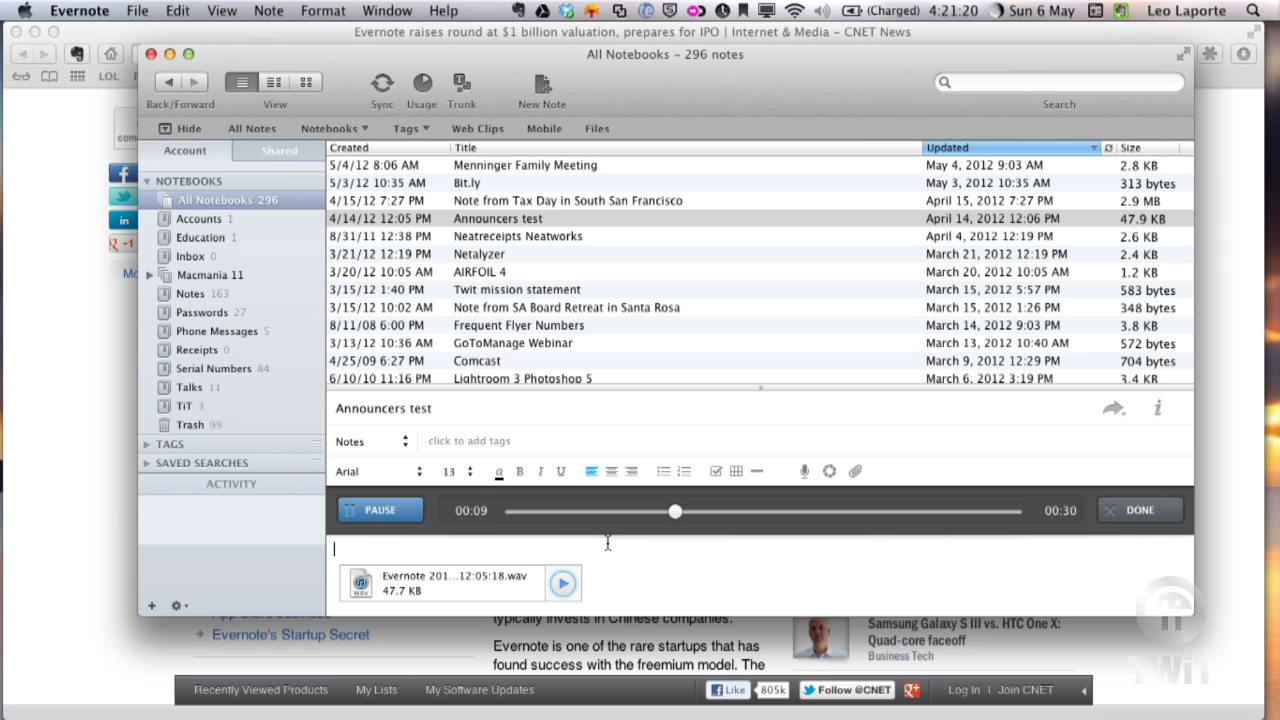 Evernote File Edit View Note Format Window Help (Charged) 4:21:20 Sun 6 May Leo Laporte
Evernote raises round at $1 billion valuation, prepares for IPO | Internet & Media – CNET News
All Notebooks – 296 notes
LOL
Back/Forward View Sync Usage Trunk New Note Search
Hide All Notes Notebooks Tags Web Clips Mobile Files
com
Account Shared
Created Title Updated Size
5/4/12 8:06 AM Menninger Family Meeting May 4, 2012 9:03 AM 2.8 KB
5/3/12 10:35 AM Bit.ly May 3, 2012 10:35 AM 313 bytes
4/15/12 7:27 PM Note from Tax Day in South San Francisco April 15, 2012 7:27 PM 2.9 MB
4/14/12 12:05 PM Announcers test April 14, 2012 12:06 PM 47.9 KB
8/31/11 12:38 PM Neatreceipts Neatworks April 4, 2012 12:19 PM 2.6 KB
3/21/12 12:19 PM Netalyzer March 21, 2012 12:19 PM 2.4 KB
3/20/12 10:05 AM AIRFOIL 4 March 20, 2012 10:05 AM 1.2 KB
3/15/12 1:40 PM Twit mission statement March 15, 2012 5:57 PM 583 bytes
3/15/12 10:02 AM Note from SA Board Retreat in Santa Rosa March 15, 2012 1:26 PM 348 bytes
8/11/08 6:00 PM Frequent Flyer Numbers March 14, 2012 9:03 PM 3.8 KB
3/13/12 10:36 AM GoToManage Webinar March 13, 2012 10:40 AM 572 bytes
4/25/09 6:27 PM Comcast March 9, 2012 12:29 PM 704 bytes
6/10/10 11:16 PM Lightroom 3 Photoshop 5 March 6, 2012 3:19 PM 3.4 KB
NOTEBOOKS
All Notebooks 296
Accounts 1
Education 1
Inbox 0
Macmania 11
Notes 163
Passwords 27
Phone Messages 5
Receipts 0
Serial Numbers 84
Talks 11
TiT 3
Trash 99
TAGS
SAVED SEARCHES
ACTIVITY
in
g +1
Mo
Announcers test
Notes click to add tags
Arial 13 a B I U
PAUSE 00:09 00:30 DONE
Evernote 201...12:05:18.wav
47.7 KB
WAV
Evernote's Startup Secret
typically invests in Chinese companies.
Evernote is one of the rare startups that has
found success with the freemium model. The
Samsung Galaxy S III vs. HTC One X:
Quad-core faceoff
Business Tech
Recently Viewed Products My Lists My Software Updates Like 805k Follow @CNET Log In | Join CNET
TWiT